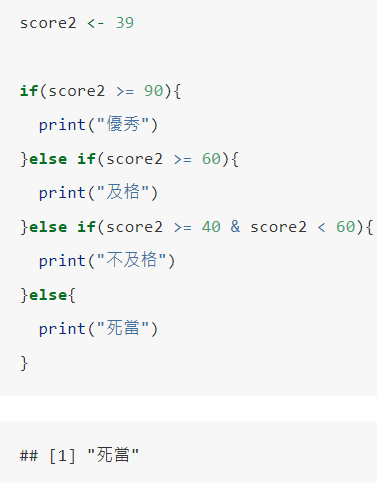 score2 <- 39
if(score2 >= 90){
  print("優秀")
}else if(score2 >= 60){
  print("及格")
}else if(score2 >= 40 & score2 < 60){
  print("不及格")
}else{
  print("死當")
}
## [1] "死當"